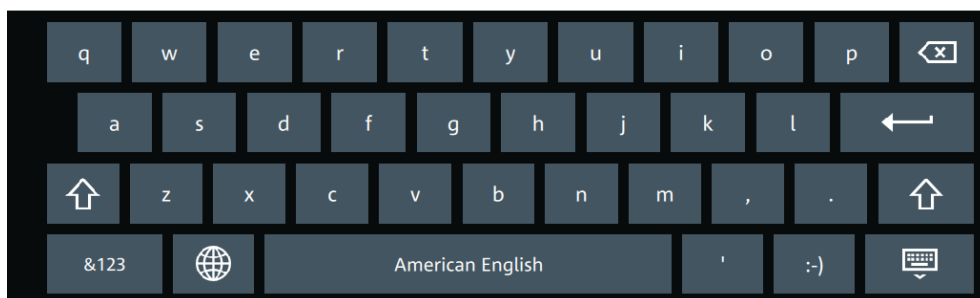 q w e r t y u i o p
a s d f g h j k l
z x c v b n m , .
&123 American English ' :-)